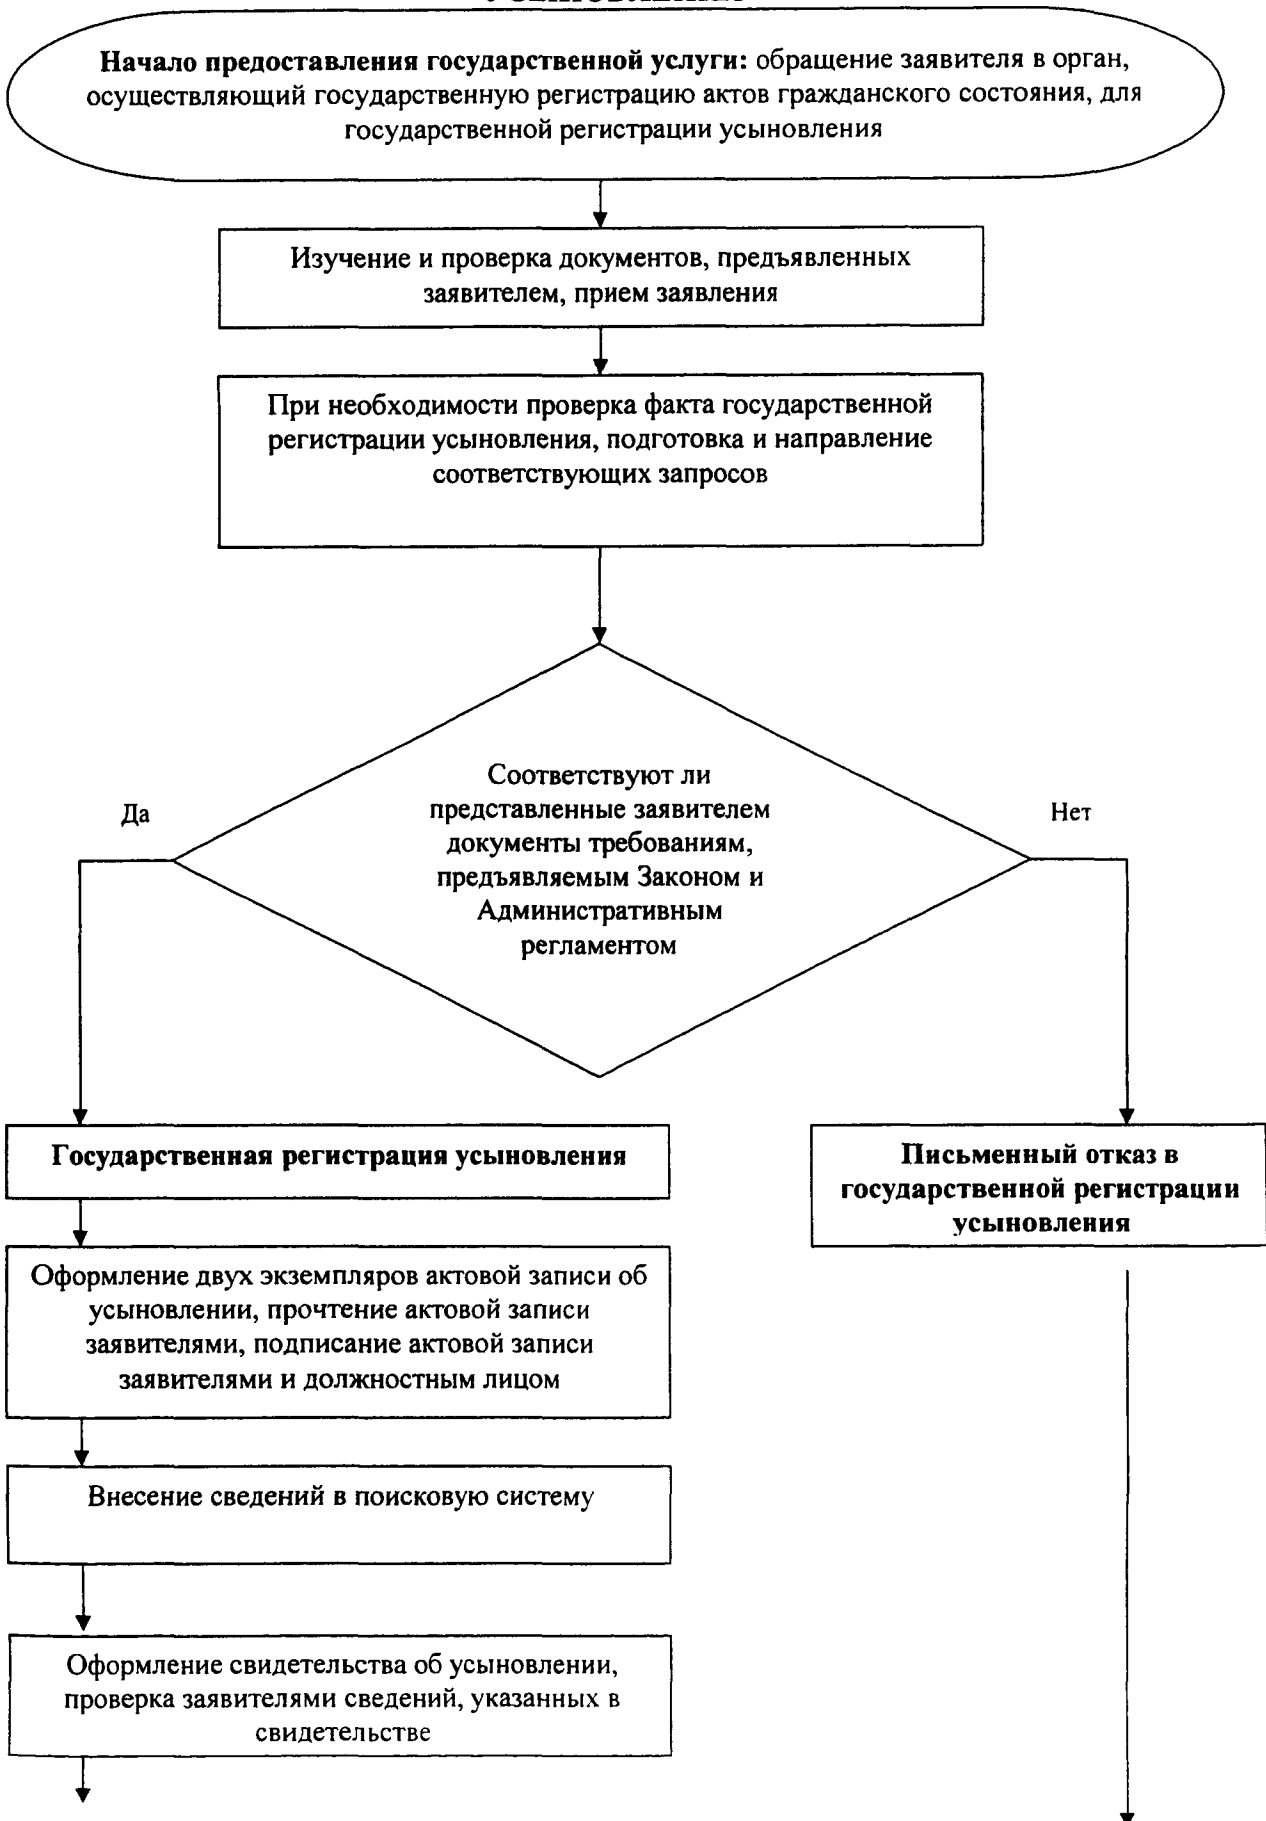 Начало предоставления государственной услуги: обращение заявителя в орган,
осуществляющий государственную регистрацию актов гражданского состояния, для
государственной регистрации усыновления
Изучение и проверка документов, предъявленных
заявителем, прием заявления
При необходимости проверка факта государственной
регистрации усыновления, подготовка и направление
соответствующих запросов
Соответствуют ли
представленные заявителем
документы требованиям,
предъявляемым Законом и
Административным
регламентом
Да
Нет
Государственная регистрация усыновления
Письменный отказ в
государственной регистрации
усыновления
Оформление двух экземпляров актовой записи об
усыновлении, прочтение актовой записи
заявителями, подписание актовой записи
заявителями и должностным лицом
Внесение сведений в поисковую систему
Оформление свидетельства об усыновлении,
проверка заявителями сведений, указанных в
свидетельстве